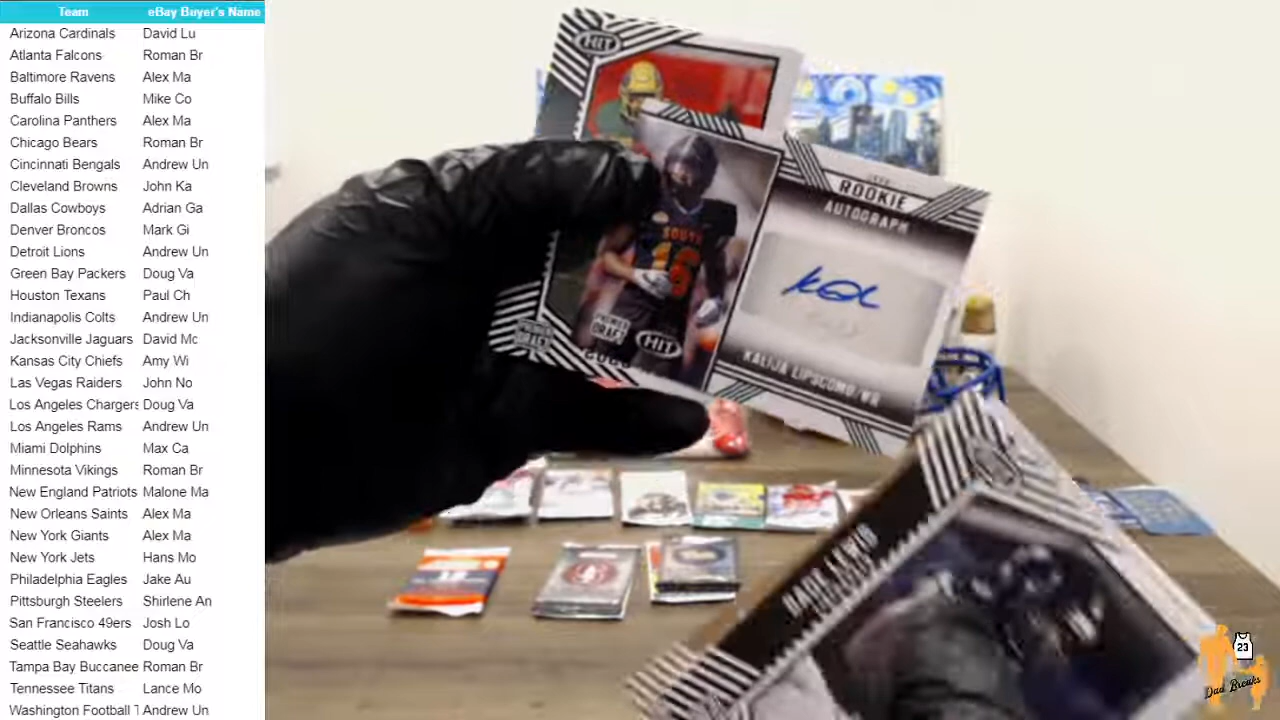 Team eBay Buyer's Name
Arizona Cardinals David Lu
Atlanta Falcons Roman Br
Baltimore Ravens Alex Ma
Buffalo Bills Mike Co
Carolina Panthers Alex Ma
Chicago Bears Roman Br
Cincinnati Bengals Andrew Un
Cleveland Browns John Ka
Dallas Cowboys Adrian Ga
Denver Broncos Mark Gi
Detroit Lions Andrew Un
Green Bay Packers Doug Va
Houston Texans Paul Ch
Indianapolis Colts Andrew Un
Jacksonville Jaguars David Mc
Kansas City Chiefs Amy Wi
Las Vegas Raiders John No
Los Angeles Chargers Doug Va
Los Angeles Rams Andrew Un
Miami Dolphins Max Ca
Minnesota Vikings Roman Br
New England Patriots Malone Ma
New Orleans Saints Alex Ma
New York Giants Alex Ma
New York Jets Hans Mo
Philadelphia Eagles Jake Au
Pittsburgh Steelers Shirlene An
San Francisco 49ers Josh Lo
Seattle Seahawks Doug Va
Tampa Bay Buccanee Roman Br
Tennessee Titans Lance Mo
Washington Football T Andrew Un
HIT
ROOKIE
AUTOGRAPH
SOUTH
16
PREMIER
DRAFT
HIT
KALIJA LIPSCOMB/WR
PREMIER
DRAFT
23
Dad Breaks